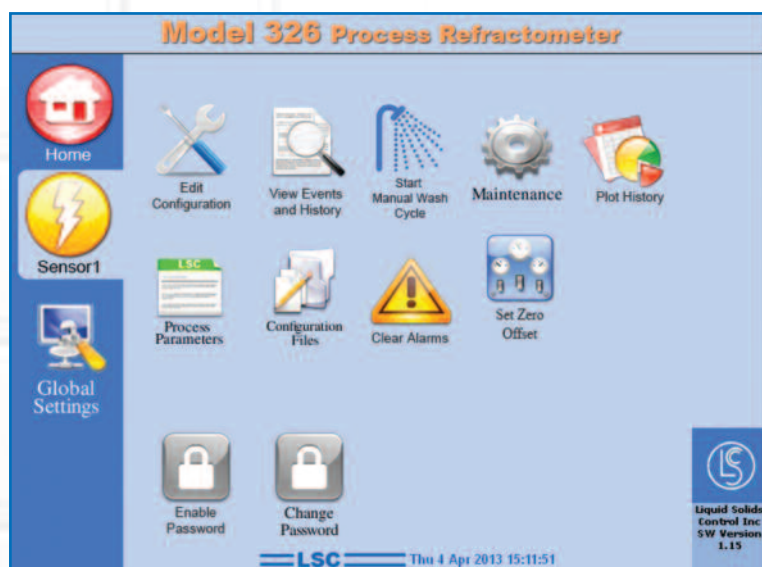 Model 326 Process Refractometer
Home
Sensor1
Global
Settings
Edit
Configuration
View Events
and History
Start
Manual Wash
Cycle
Maintenance
Plot History
LSC
Process
Parameters
Configuration
Files
Clear Alarms
Set Zero
Offset
Enable
Password
Change
Password
LSC
Liquid Solids
Control Inc
SW Version
1.15
LSC Thu 4 Apr 2013 15:11:51